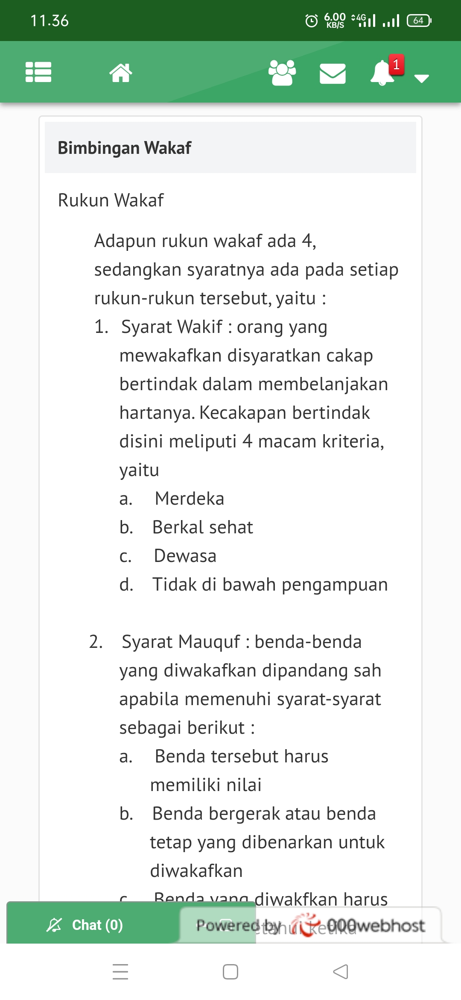 11.36
6.00
KB/S
4G
64
1
Bimbingan Wakaf
Rukun Wakaf
Adapun rukun wakaf ada 4,
sedangkan syaratnya ada pada setiap
rukun-rukun tersebut, yaitu :
1. Syarat Wakif : orang yang
mewakafkan disyaratkan cakap
bertindak dalam membelanjakan
hartanya. Kecakapan bertindak
disini meliputi 4 macam kriteria,
yaitu
a. Merdeka
b. Berkal sehat
c. Dewasa
d. Tidak di bawah pengampuan
2. Syarat Mauquf : benda-benda
yang diwakafkan dipandang sah
apabila memenuhi syarat-syarat
sebagai berikut :
a. Benda tersebut harus
memiliki nilai
b. Benda bergerak atau benda
tetap yang dibenarkan untuk
diwakafkan
c. Benda yang diwakfkan harus
Chat (0)
Powered by 000webhost